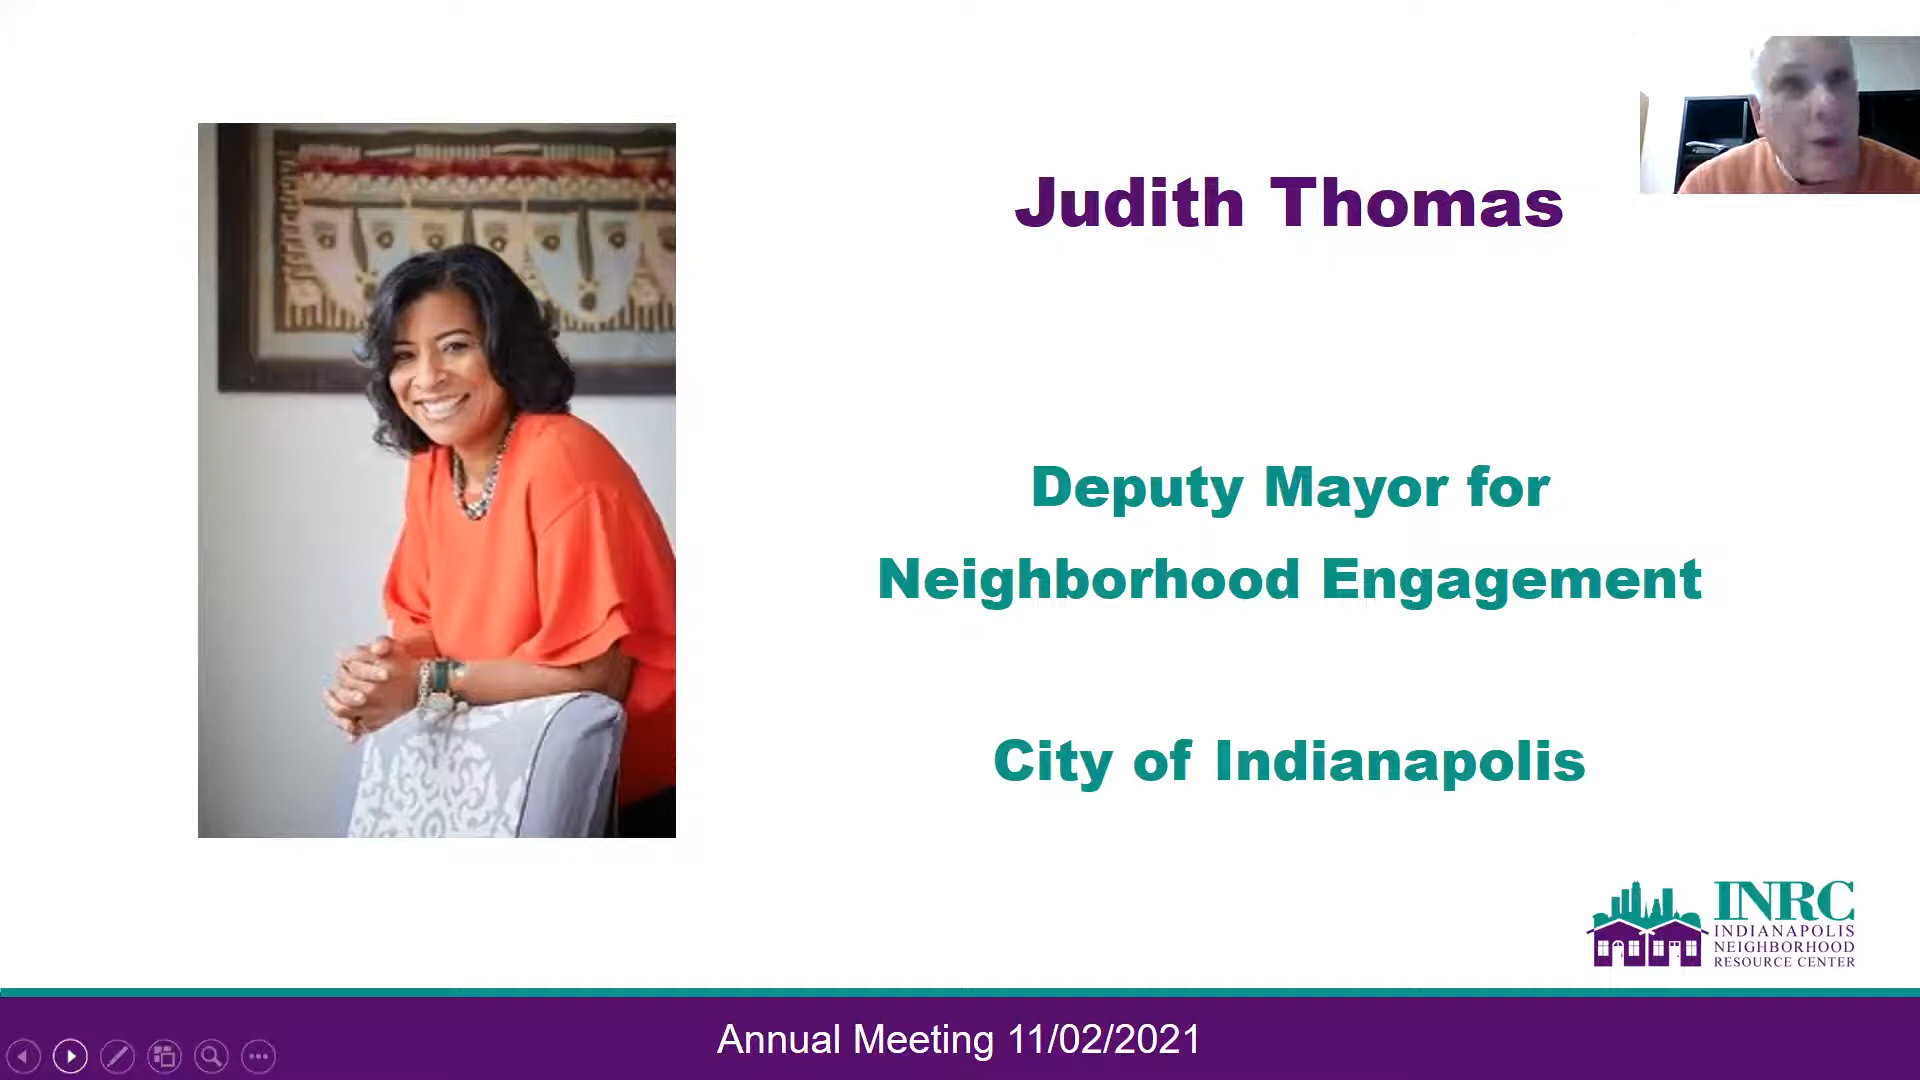 Judith Thomas
Deputy Mayor for
Neighborhood Engagement
City of Indianapolis
INRC
INDIANAPOLIS
NEIGHBORHOOD
RESOURCE CENTER
Annual Meeting 11/02/2021